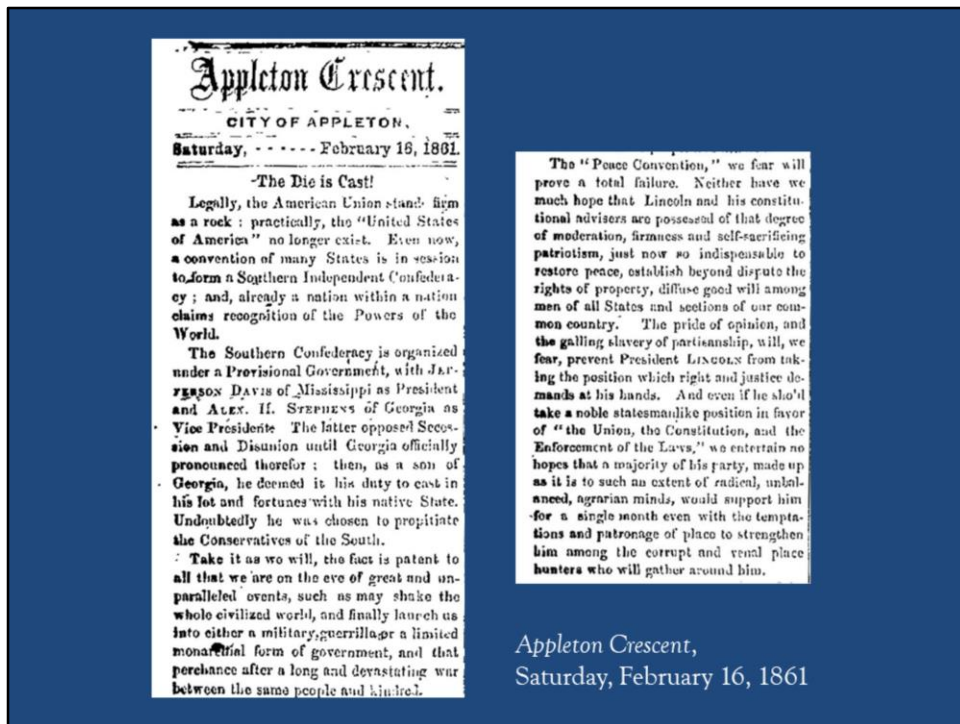 Appleton Crescent.
CITY OF APPLETON,
Saturday, - - - - - - February 16, 1861.
The Die is Cast!
Legally, the American Union stands firm
as a rock ; practically, the "United States
of America" no longer exist. Even now,
a convention of many States is in session
to form a Southern Independent Confedera-
cy ; and, already a nation within a nation
claims recognition of the Powers of the
World.
The Southern Confederacy is organized
under a Provisional Government, with JEF-
FERSON DAVIS of Mississippi as President
and ALEX. H. STEPHENS of Georgia as
Vice President. The latter opposed Seces-
sion and Disunion until Georgia officially
pronounced therefor ; then, as a son of
Georgia, he deemed it his duty to cast in
his lot and fortunes with his native State.
Undoubtedly he was chosen to propitiate
the Conservatives of the South.
Take it as we will, the fact is patent to
all that we are on the eve of great and un-
paralleled events, such as may shake the
whole civilized world, and finally launch us
into either a military, guerrilla, or a limited
monarchial form of government, and that
perchance after a long and devastating war
between the same people and kindred.
The "Peace Convention," we fear will
prove a total failure. Neither have we
much hope that Lincoln and his constitu-
tional advisers are possessed of that degree
of moderation, firmness and self-sacrificing
patriotism, just now so indispensable to
restore peace, establish beyond dispute the
rights of property, diffuse good will among
men of all States and sections of our com-
mon country. The pride of opinion, and
the galling slavery of partisanship, will, we
fear, prevent President LINCOLN from tak-
ing the position which right and justice de-
mands at his hands. And even if he sho'd
take a noble statesmanlike position in favor
of "the Union, the Constitution, and the
Enforcement of the Laws," we entertain no
hopes that a majority of his party, made up
as it is to such an extent of radical, unbal-
anced, agrarian minds, would support him
for a single month even with the tempta-
tions and patronage of place to strengthen
him among the corrupt and venal place
hunters who will gather around him.
Appleton Crescent,
Saturday, February 16, 1861